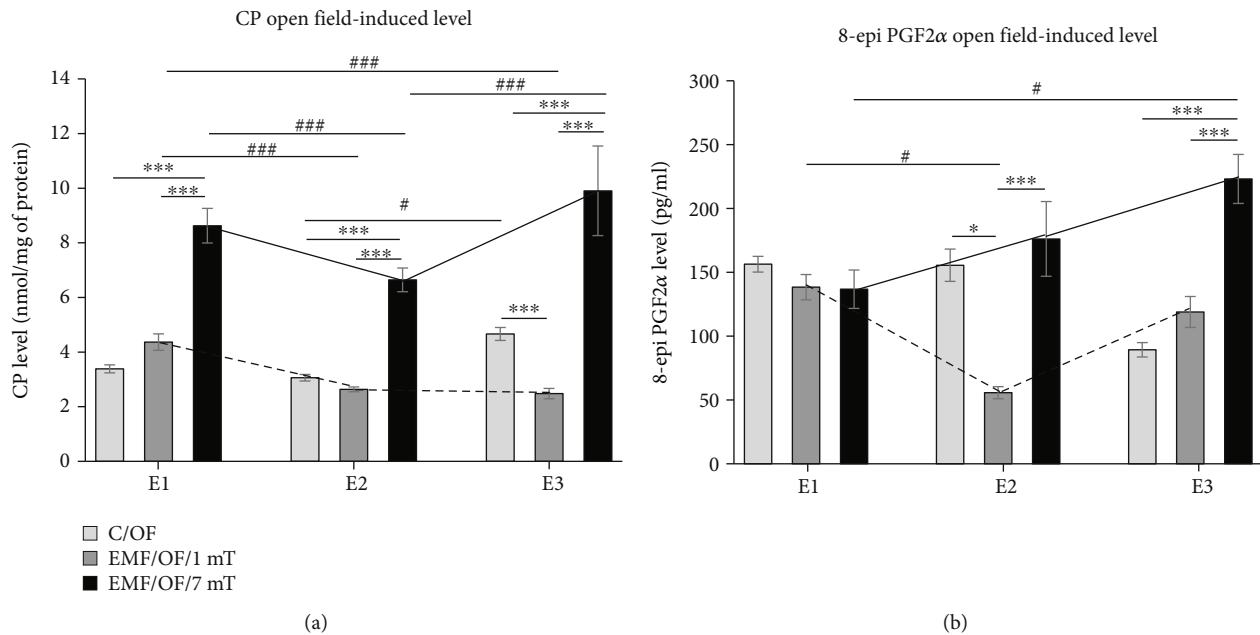 CP open field-induced level
14
12
10
8
6
4
2
0
CP level (nmol/mg of protein)
###
###
***
***
###
###
***
***
#
***
***
***
E1
E2
E3
C/OF
EMF/OF/1 mT
EMF/OF/7 mT
(a)
8-epi PGF2α open field-induced level
300
250
200
150
100
50
0
8-epi PGF2α level (pg/ml)
#
***
***
#
***
*
E1
E2
E3
(b)